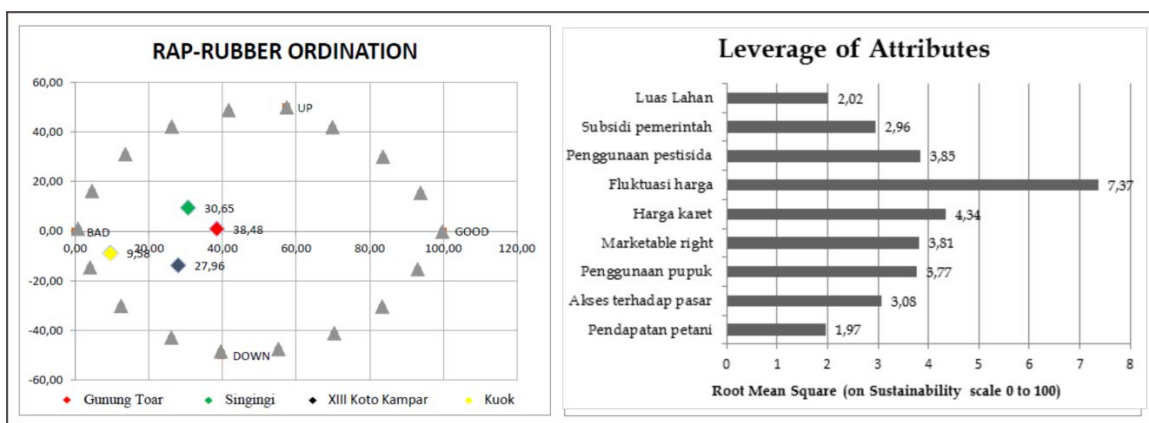 RAP-RUBBER ORDINATION
60,00
40,00
20,00
0,00
-20,00
-40,00
-60,00
UP
30,65
38,48
BAD
GOOD
9,58
27,96
DOWN
0,00 20,00 40,00 60,00 80,00 100,00 120,00
Gunung Toar Singingi XIII Koto Kampar Kuok
Leverage of Attributes
Luas Lahan 2,02
Subsidi pemerintah 2,96
Penggunaan pestisida 3,85
Fluktuasi harga 7,37
Harga karet 4,34
Marketable right 3,81
Penggunaan pupuk 3,77
Akses terhadap pasar 3,08
Pendapatan petani 1,97
0 1 2 3 4 5 6 7 8
Root Mean Square (on Sustainability scale 0 to 100)